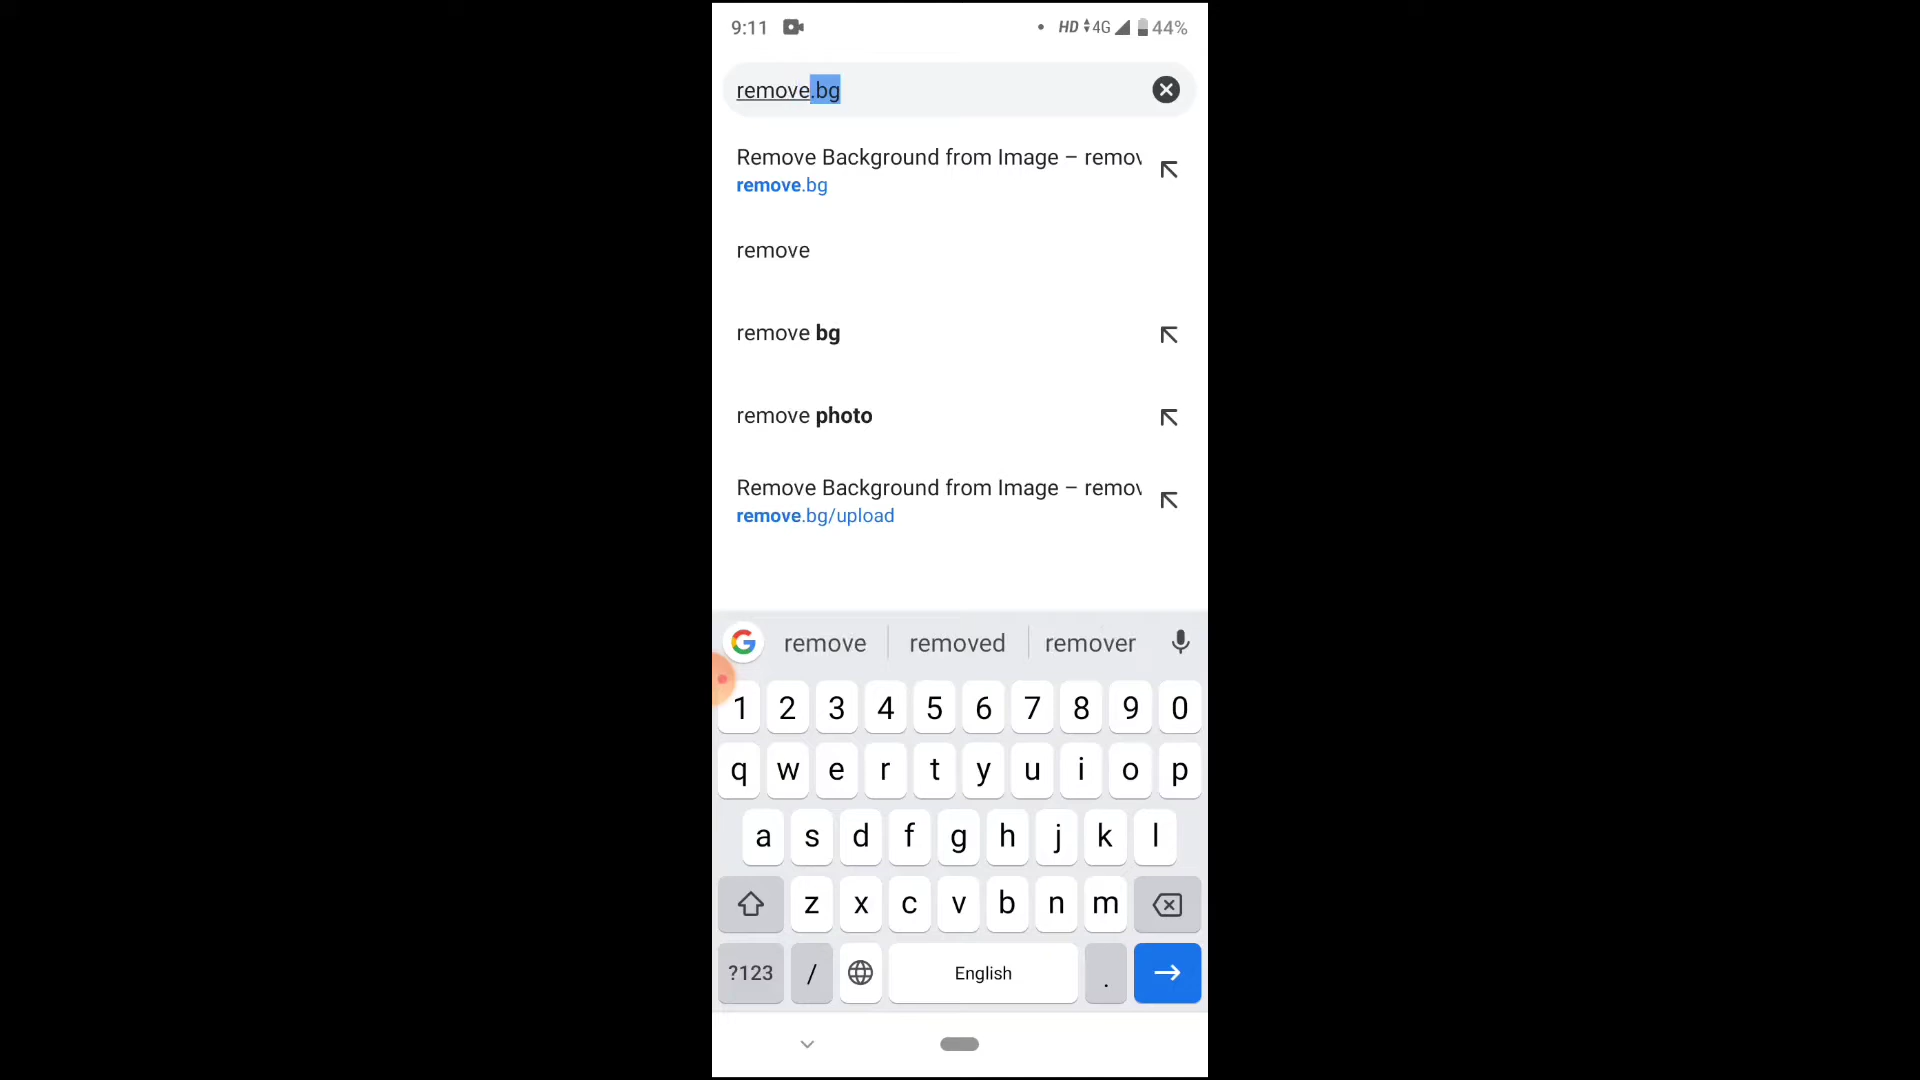 9:11 HD 4G 44%
remove.bg
Remove Background from Image – remov
remove.bg
remove
remove bg
remove photo
Remove Background from Image – remov
remove.bg/upload
remove removed remover
1 2 3 4 5 6 7 8 9 0
q w e r t y u i o p
a s d f g h j k l
z x c v b n m
?123 / English .